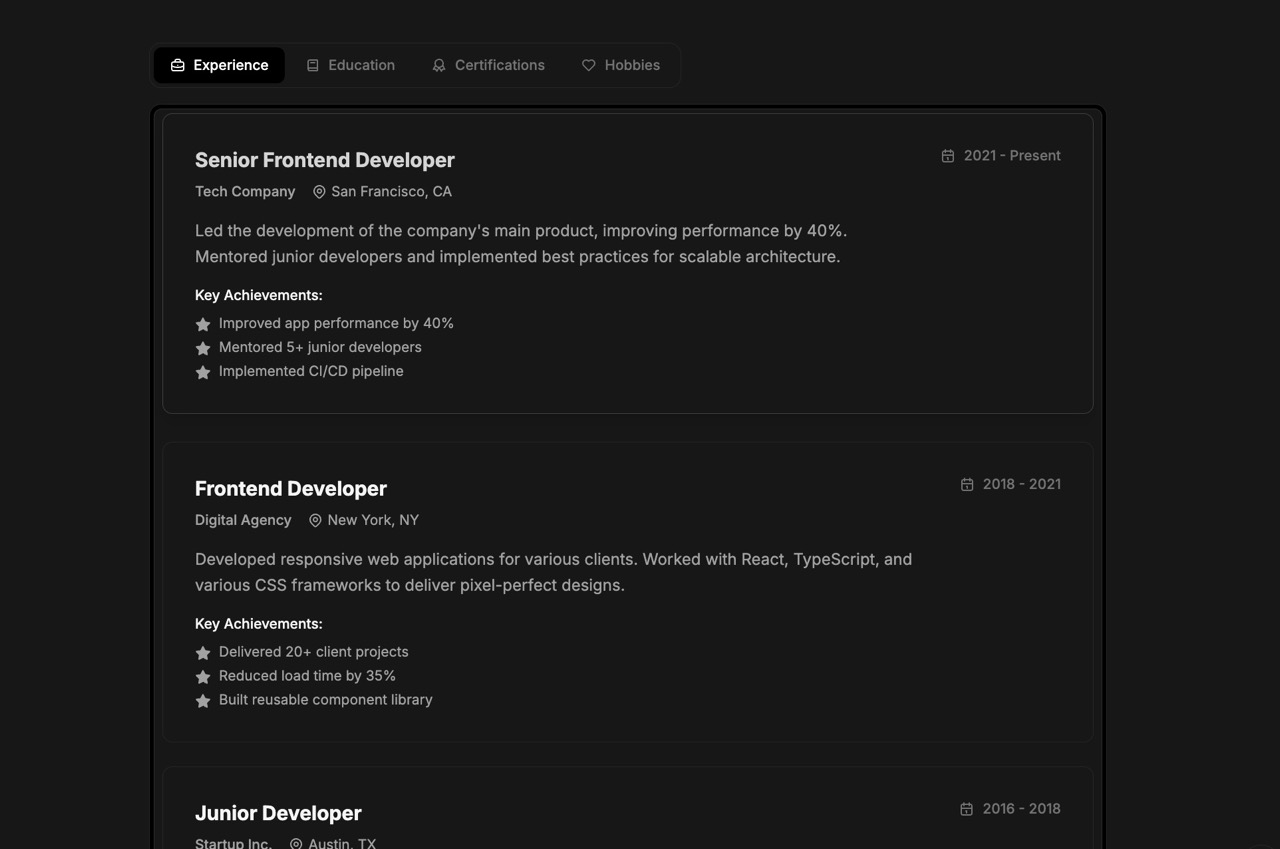 Experience Education Certifications Hobbies
Senior Frontend Developer 2021 - Present
Tech Company San Francisco, CA
Led the development of the company's main product, improving performance by 40%.
Mentored junior developers and implemented best practices for scalable architecture.
Key Achievements:
Improved app performance by 40%
Mentored 5+ junior developers
Implemented CI/CD pipeline
Frontend Developer 2018 - 2021
Digital Agency New York, NY
Developed responsive web applications for various clients. Worked with React, TypeScript, and
various CSS frameworks to deliver pixel-perfect designs.
Key Achievements:
Delivered 20+ client projects
Reduced load time by 35%
Built reusable component library
Junior Developer 2016 - 2018
Startup Inc. Austin, TX